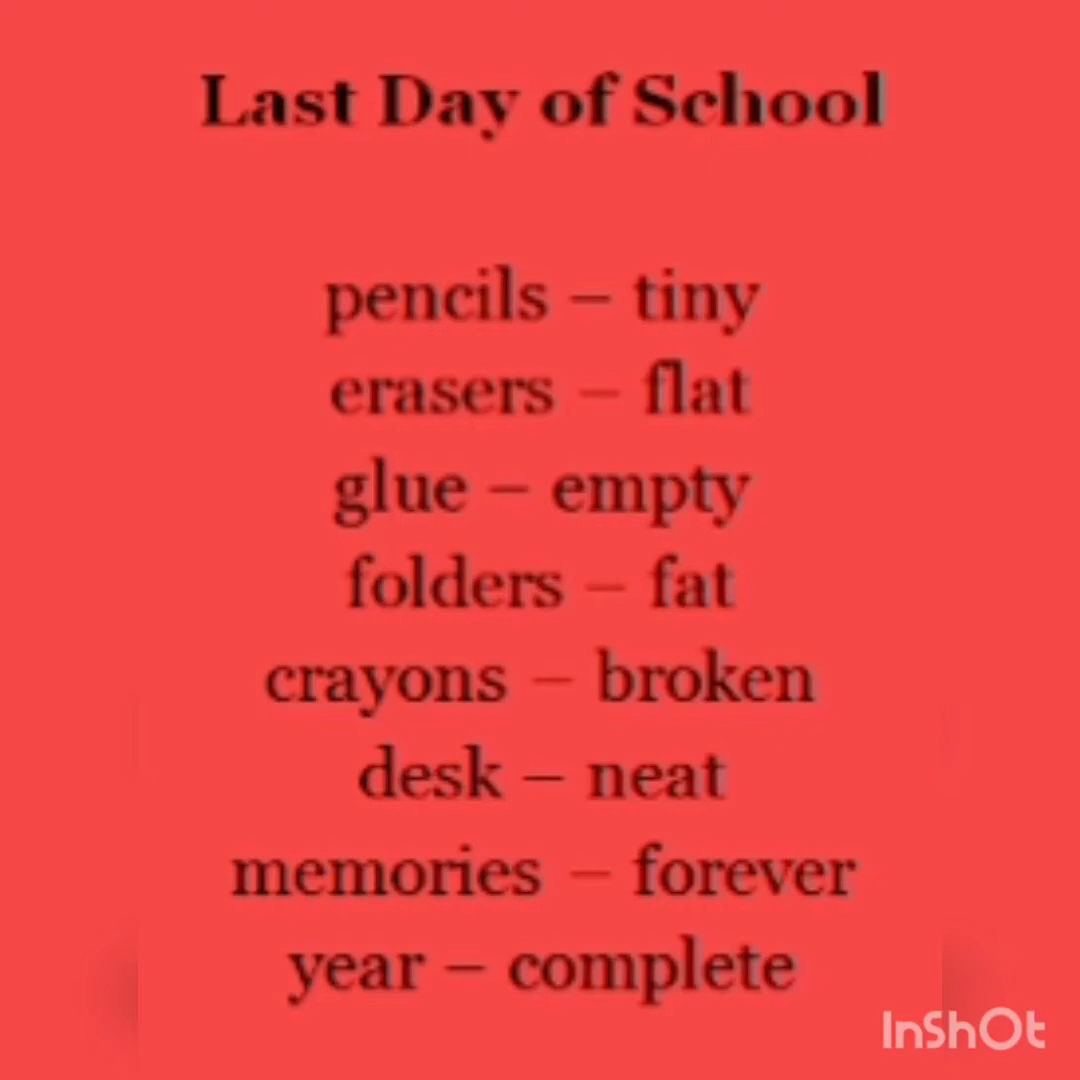 Last Day of School
pencils – tiny
erasers – flat
glue – empty
folders – fat
crayons – broken
desk – neat
memories – forever
year – complete
InShOt